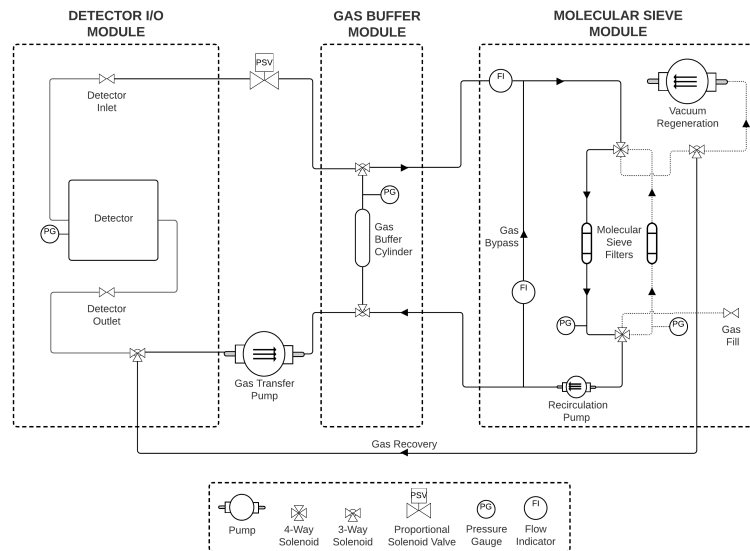 DETECTOR I/O
MODULE
GAS BUFFER
MODULE
MOLECULAR SIEVE
MODULE
PSV
FI
Detector
Inlet
Vacuum
Regeneration
PG
Detector
PG
Gas
Buffer
Cylinder
Gas
Bypass
Molecular
Sieve
Filters
FI
Detector
Outlet
PG
PG
Gas
Fill
Gas Transfer
Pump
Recirculation
Pump
Gas Recovery
PSV
PG
FI
Pump
4-Way
Solenoid
3-Way
Solenoid
Proportional
Solenoid Valve
Pressure
Gauge
Flow
Indicator